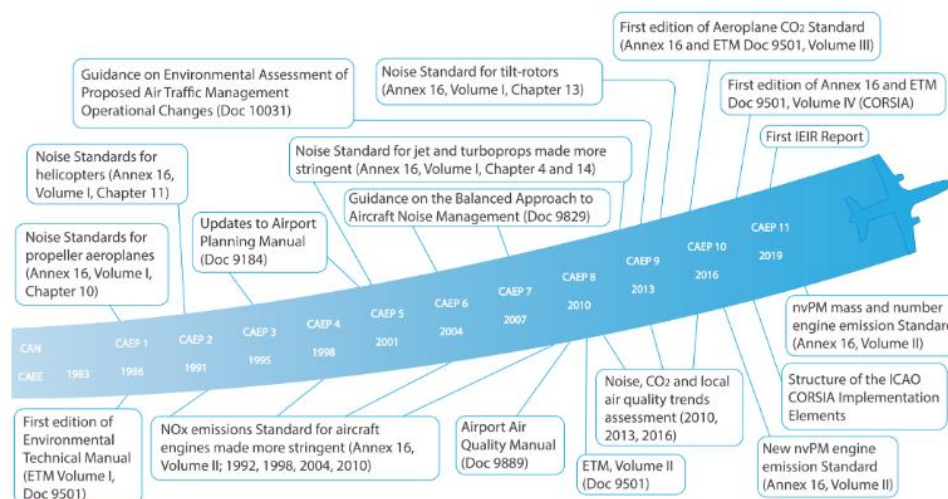 First edition of Aeroplane CO2 Standard
(Annex 16 and ETM Doc 9501, Volume III)
Guidance on Environmental Assessment of
Proposed Air Traffic Management
Operational Changes (Doc 10031)
Noise Standard for tilt-rotors
(Annex 16, Volume I, Chapter 13)
First edition of Annex 16 and ETM
Doc 9501, Volume IV (CORSIA)
First IEIR Report
Noise Standards for
helicopters (Annex 16,
Volume I, Chapter 11)
Noise Standard for jet and turboprops made more
stringent (Annex 16, Volume I, Chapter 4 and 14)
Guidance on the Balanced Approach to
Aircraft Noise Management (Doc 9829)
Updates to Airport
Planning Manual
(Doc 9184)
Noise Standards for
propeller aeroplanes
(Annex 16, Volume I,
Chapter 10)
CAN
CAEE
1983
CAEP 1
1986
CAEP 2
1991
CAEP 3
1995
CAEP 4
1998
CAEP 5
2001
CAEP 6
2004
CAEP 7
2007
CAEP 8
2010
CAEP 9
2013
CAEP 10
2016
CAEP 11
2019
First edition of
Environmental
Technical Manual
(ETM Volume I,
Doc 9501)
NOx emissions Standard for aircraft
engines made more stringent (Annex 16,
Volume II; 1992, 1998, 2004, 2010)
Airport Air
Quality Manual
(Doc 9889)
ETM, Volume II
(Doc 9501)
Noise, CO2 and local
air quality trends
assessment (2010,
2013, 2016)
nvPM mass and number
engine emission Standard
(Annex 16, Volume II)
Structure of the ICAO
CORSIA Implementation
Elements
New nvPM engine
emission Standard
(Annex 16, Volume II)